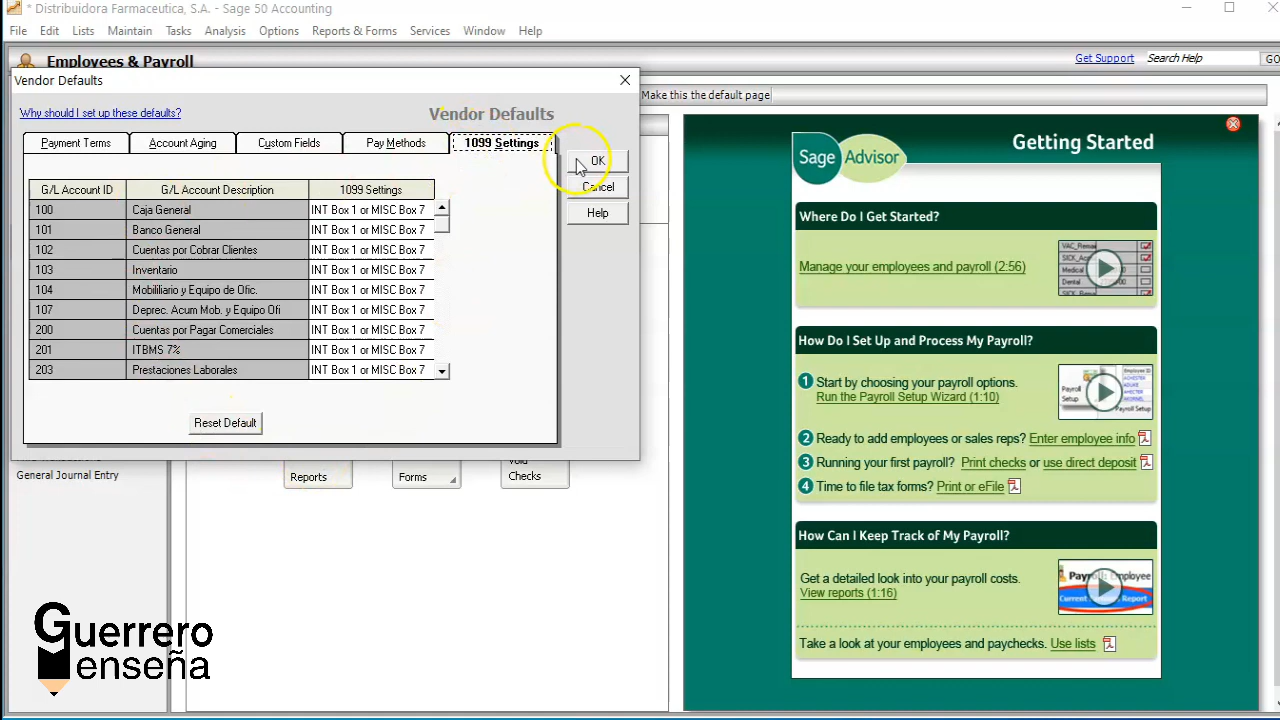 * Distribuidora Farmaceutica, S.A. - Sage 50 Accounting
File Edit Lists Maintain Tasks Analysis Options Reports & Forms Services Window Help
Employees & Payroll
Get Support Search Help GO
Vendor Defaults
Make this the default page
Why should I set up these defaults?
Vendor Defaults
Payment Terms Account Aging Custom Fields Pay Methods 1099 Settings
OK
Cancel
Help
G/L Account ID G/L Account Description 1099 Settings
100 Caja General INT Box 1 or MISC Box 7
101 Banco General INT Box 1 or MISC Box 7
102 Cuentas por Cobrar Clientes INT Box 1 or MISC Box 7
103 Inventario INT Box 1 or MISC Box 7
104 Mobililiario y Equipo de Ofic. INT Box 1 or MISC Box 7
107 Deprec. Acum Mob. y Equipo Ofi INT Box 1 or MISC Box 7
200 Cuentas por Pagar Comerciales INT Box 1 or MISC Box 7
201 ITBMS 7% INT Box 1 or MISC Box 7
203 Prestaciones Laborales INT Box 1 or MISC Box 7
Reset Default
General Journal Entry
Reports
Forms
Void
Checks
Guerrero
enseña
Sage Advisor
Getting Started
Where Do I Get Started?
Manage your employees and payroll (2:56)
How Do I Set Up and Process My Payroll?
1 Start by choosing your payroll options.
Run the Payroll Setup Wizard (1:10)
Payroll
Setup
2 Ready to add employees or sales reps? Enter employee info
3 Running your first payroll? Print checks or use direct deposit
4 Time to file tax forms? Print or eFile
How Can I Keep Track of My Payroll?
Get a detailed look into your payroll costs.
View reports (1:16)
Take a look at your employees and paychecks. Use lists